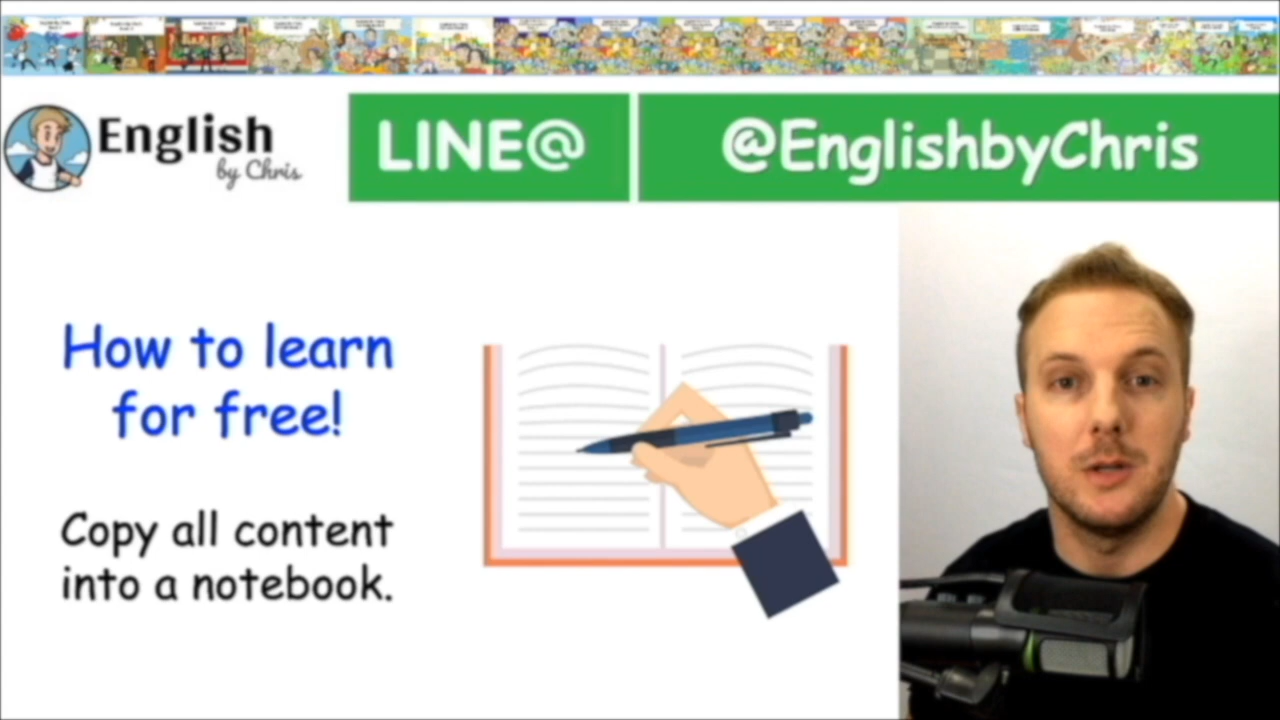 English
by Chris
LINE@
@EnglishbyChris
How to learn
for free!
Copy all content
into a notebook.